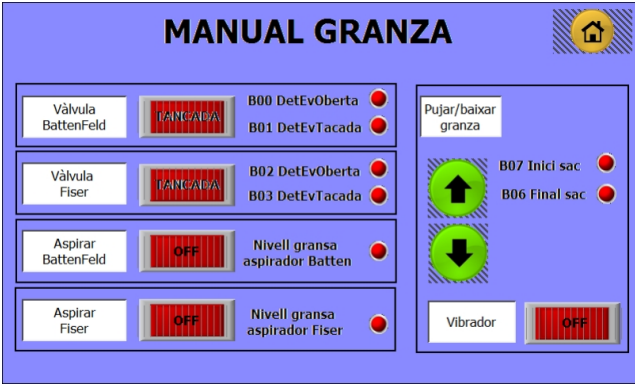 MANUAL GRANZA
Vàlvula
BattenFeld
TANCADA
B00 DetEvOberta
B01 DetEvTacada
Vàlvula
Fiser
TANCADA
B02 DetEvOberta
B03 DetEvTacada
Aspirar
BattenFeld
OFF
Nivell gransa
aspirador Batten
Aspirar
Fiser
OFF
Nivell gransa
aspirador Fiser
Pujar/baixar
granza
B07 Inici sac
B06 Final sac
Vibrador
OFF